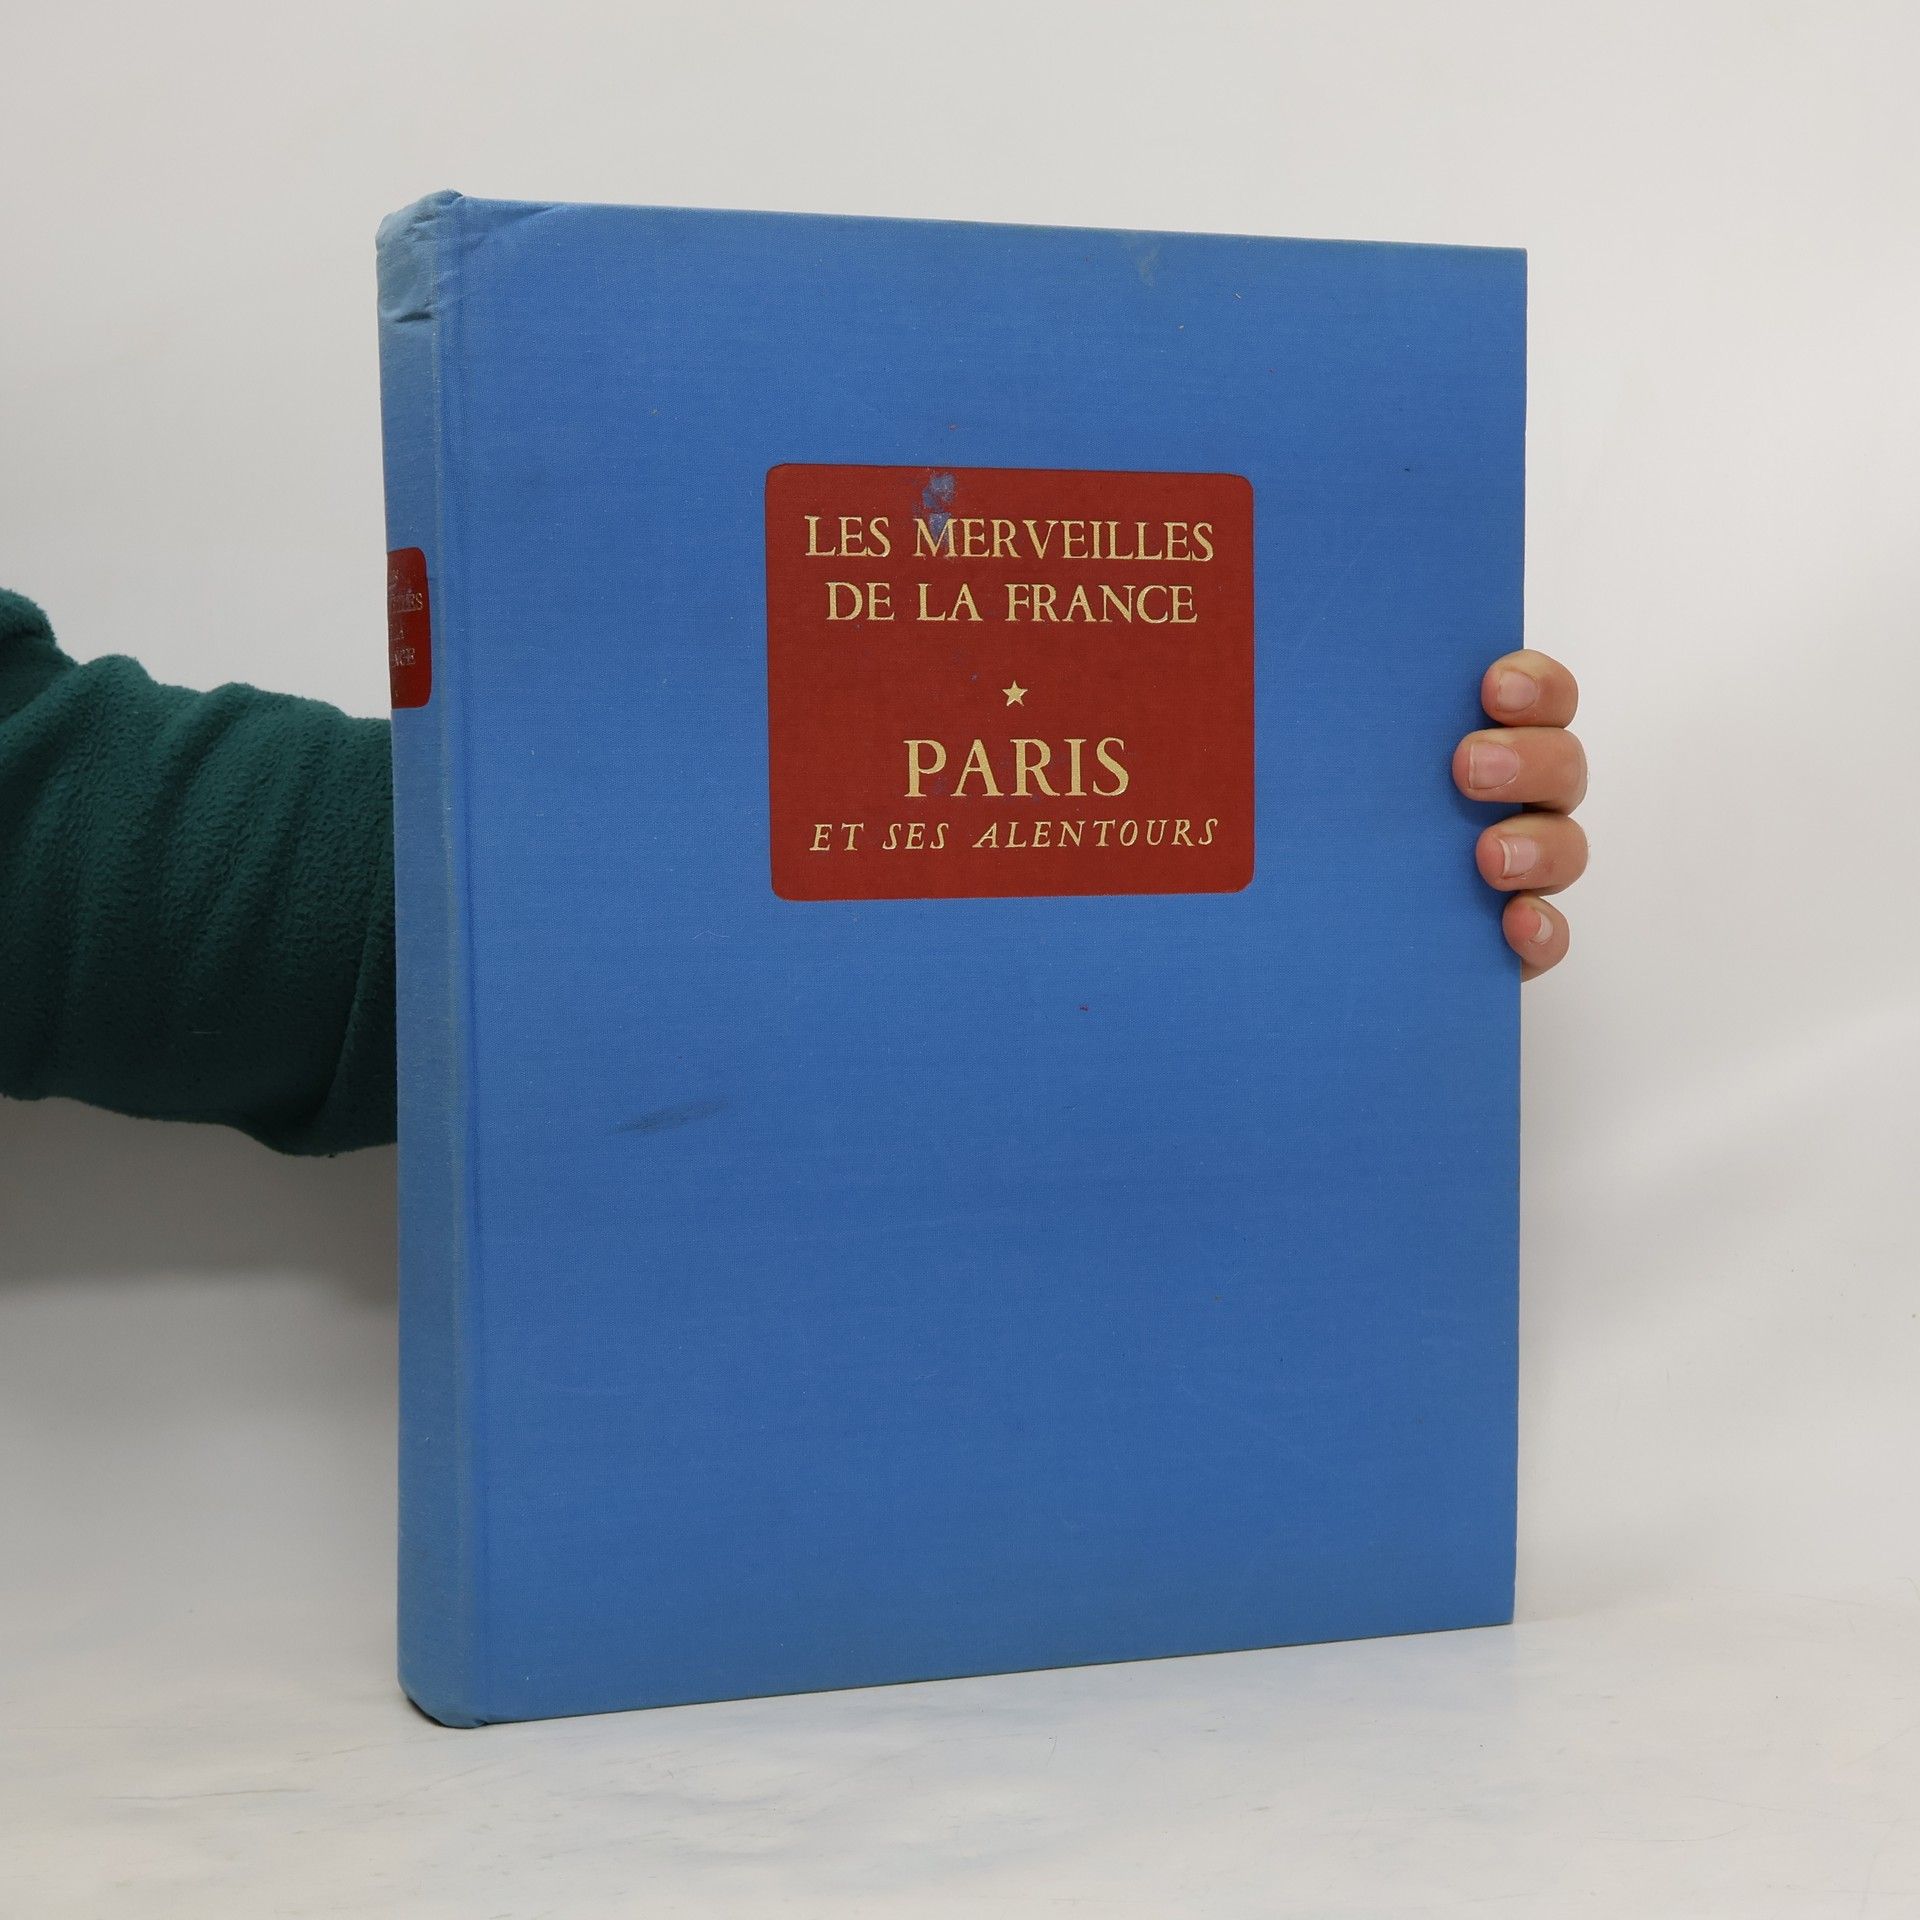 LES MERVEILLES
DE LA FRANCE
PARIS
ET SES ALENTOURS